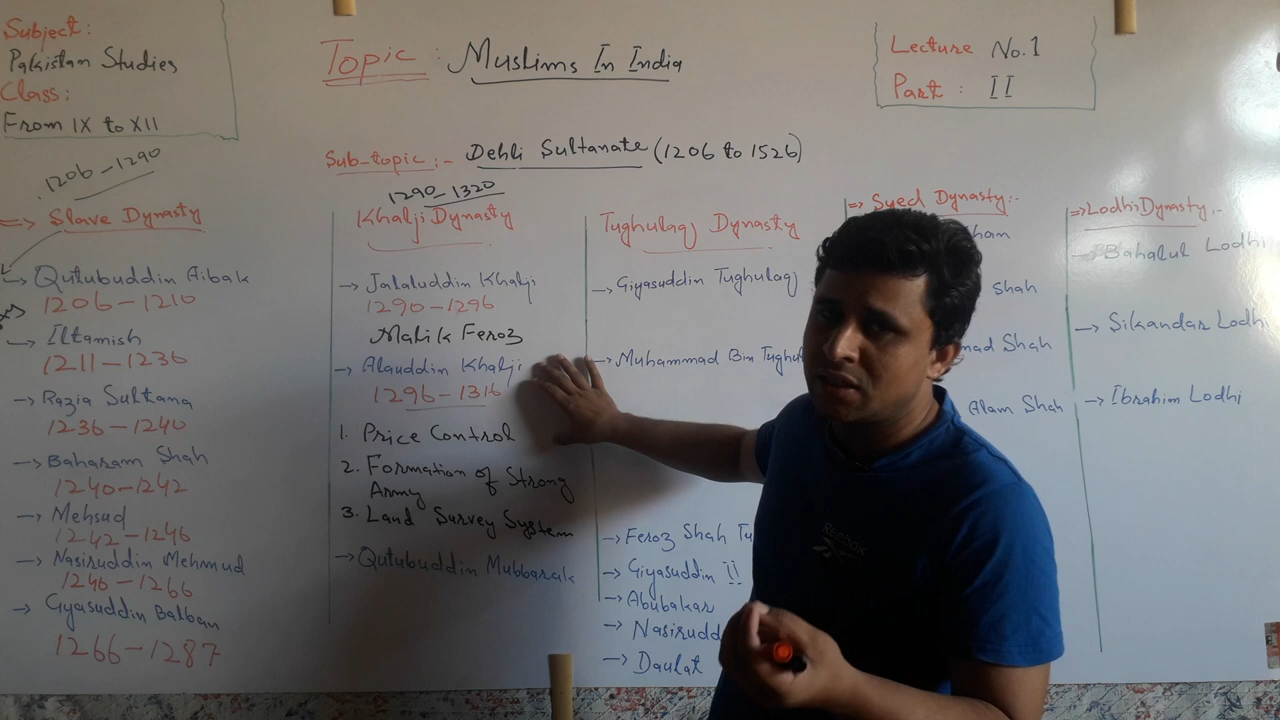 Subject:
Pakistan Studies
Class:
From IX to XII
Topic: Muslims In India
Lecture No.1
Part: II
Sub-topic:- Dehli Sultanate (1206 to 1526)
1206-1290
=> Slave Dynasty
-> Qutubuddin Aibak
1206-1210
-> Iltamish
1211-1236
-> Razia Sultana
1236-1240
-> Baharam Shah
1240-1242
-> Mehsud
1242-1246
-> Nasiruddin Mehmud
1246-1266
-> Gyasuddin Balban
1266-1287
1290-1320
Khalji Dynasty
-> Jalaluddin Khalji
1290-1296
Malik Feroz
-> Alauddin Khalji
1296-1316
1. Price Control
2. Formation of Strong
Army
3. Land Survey System
-> Qutubuddin Mubbarak
Tughulaq Dynasty
-> Giyasuddin Tughulaq
-> Muhammad Bin Tughul
-> Feroz Shah Tu
-> Giyasuddin II
-> Abubakar
-> Nasirudd
-> Daulat
=> Syed Dynasty:-
ham
Shah
mad Shah
Alam Shah
=> Lodhi Dynasty:-
Bahalul Lodhi
-> Sikandar Lodhi
-> Ibrahim Lodhi
Reebok